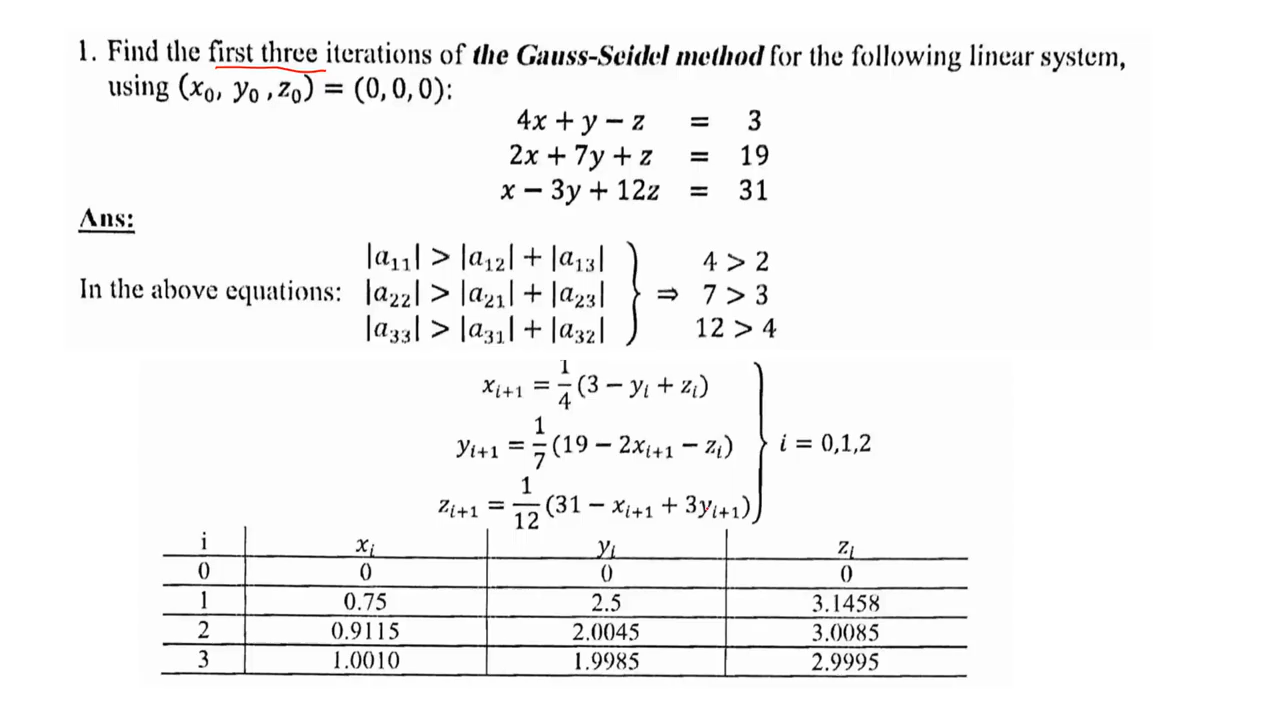 1. Find the first three iterations of the Gauss-Seidel method for the following linear system,
using (x₀, y₀ ,z₀) = (0, 0, 0):
4x + y − z = 3
2x + 7y + z = 19
x − 3y + 12z = 31
Ans:
|a₁₁| > |a₁₂| + |a₁₃| 4 > 2
In the above equations: |a₂₂| > |a₂₁| + |a₂₃| } ⇒ 7 > 3
|a₃₃| > |a₃₁| + |a₃₂| 12 > 4
xᵢ₊₁ = 1/4 (3 − yᵢ + zᵢ)
yᵢ₊₁ = 1/7 (19 − 2xᵢ₊₁ − zᵢ) } i = 0,1,2
zᵢ₊₁ = 1/12 (31 − xᵢ₊₁ + 3yᵢ₊₁)
i xᵢ yᵢ zᵢ
0 0 0 0
1 0.75 2.5 3.1458
2 0.9115 2.0045 3.0085
3 1.0010 1.9985 2.9995